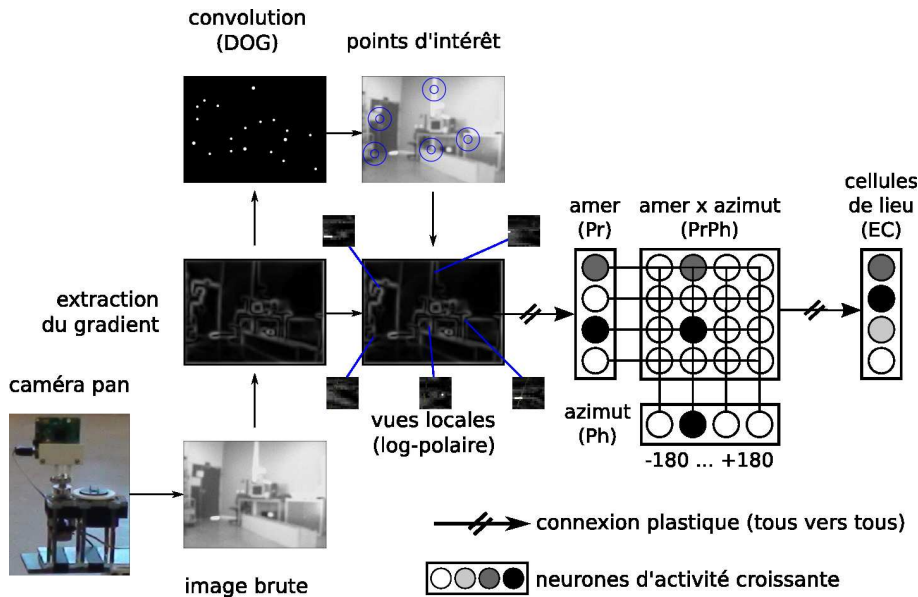 convolution
(DOG)
points d'intérêt
cellules
de lieu
(EC)
amer
(Pr)
amer x azimut
(PrPh)
extraction
du gradient
caméra pan
vues locales
(log-polaire)
azimut
(Ph)
-180 ... +180
connexion plastique (tous vers tous)
image brute
neurones d'activité croissante